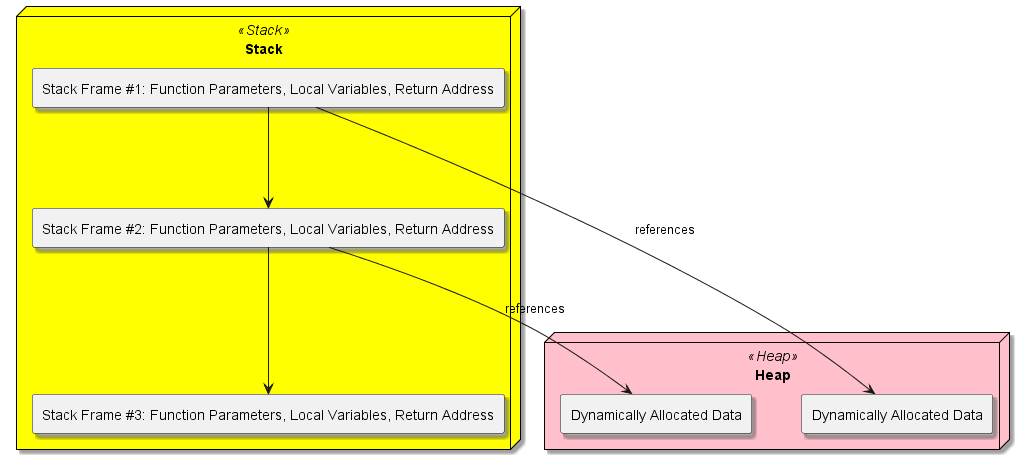 «Stack»
Stack
Stack Frame #1: Function Parameters, Local Variables, Return Address
Stack Frame #2: Function Parameters, Local Variables, Return Address
references
references
«Heap»
Heap
Stack Frame #3: Function Parameters, Local Variables, Return Address
Dynamically Allocated Data
Dynamically Allocated Data